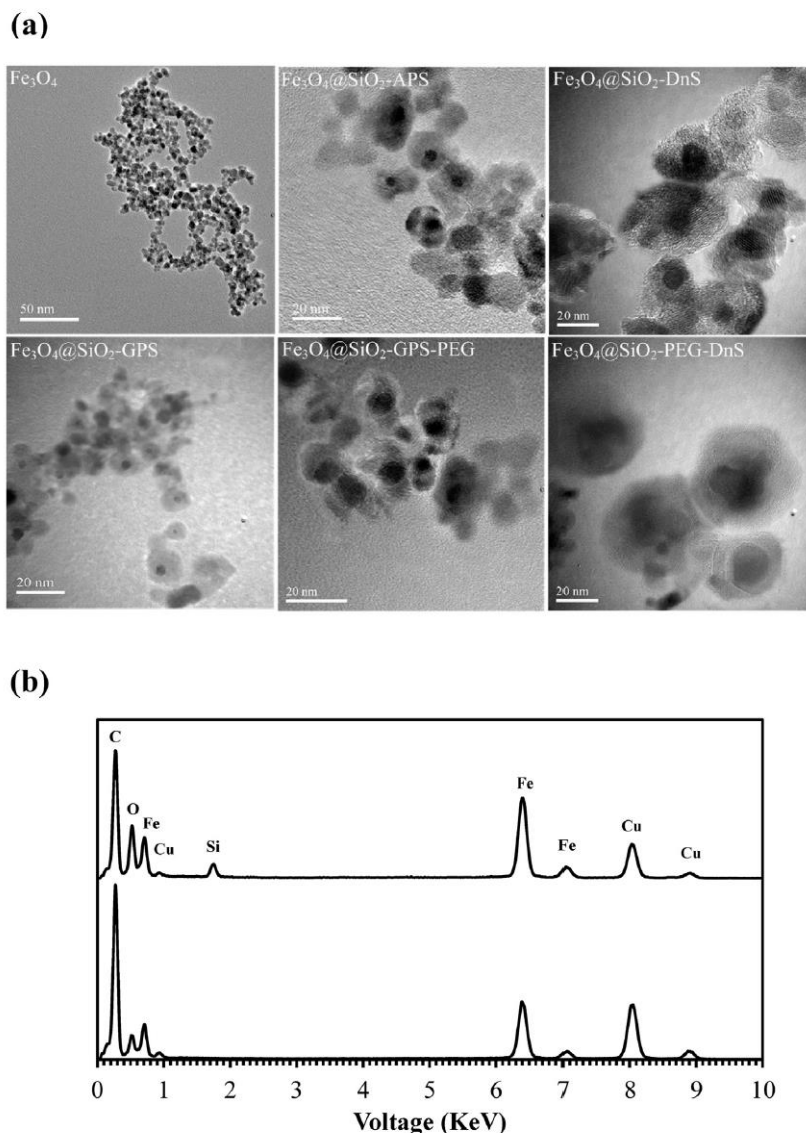 (a)
Fe₃O₄
Fe₃O₄@SiO₂-APS
Fe₃O₄@SiO₂-DnS
50 nm
20 nm
20 nm
Fe₃O₄@SiO₂-GPS
Fe₃O₄@SiO₂-GPS-PEG
Fe₃O₄@SiO₂-PEG-DnS
20 nm
20 nm
20 nm
(b)
C
O
Fe
Cu
Si
Fe
Fe
Cu
Cu
0 1 2 3 4 5 6 7 8 9 10
Voltage (KeV)